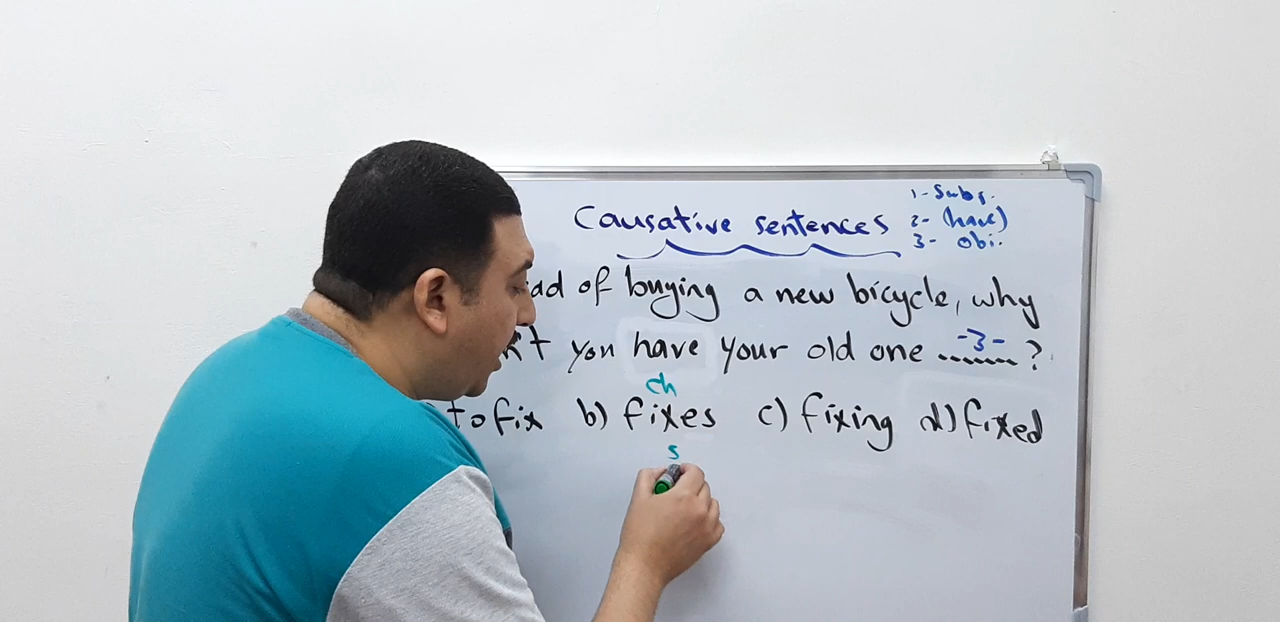 Causative sentences
1- Subj.
2- (have)
3- obj.
ad of buying a new bicycle, why
't you have your old one ........ ?
-3-
ch
to fix b) fixes c) fixing d) fixed
s